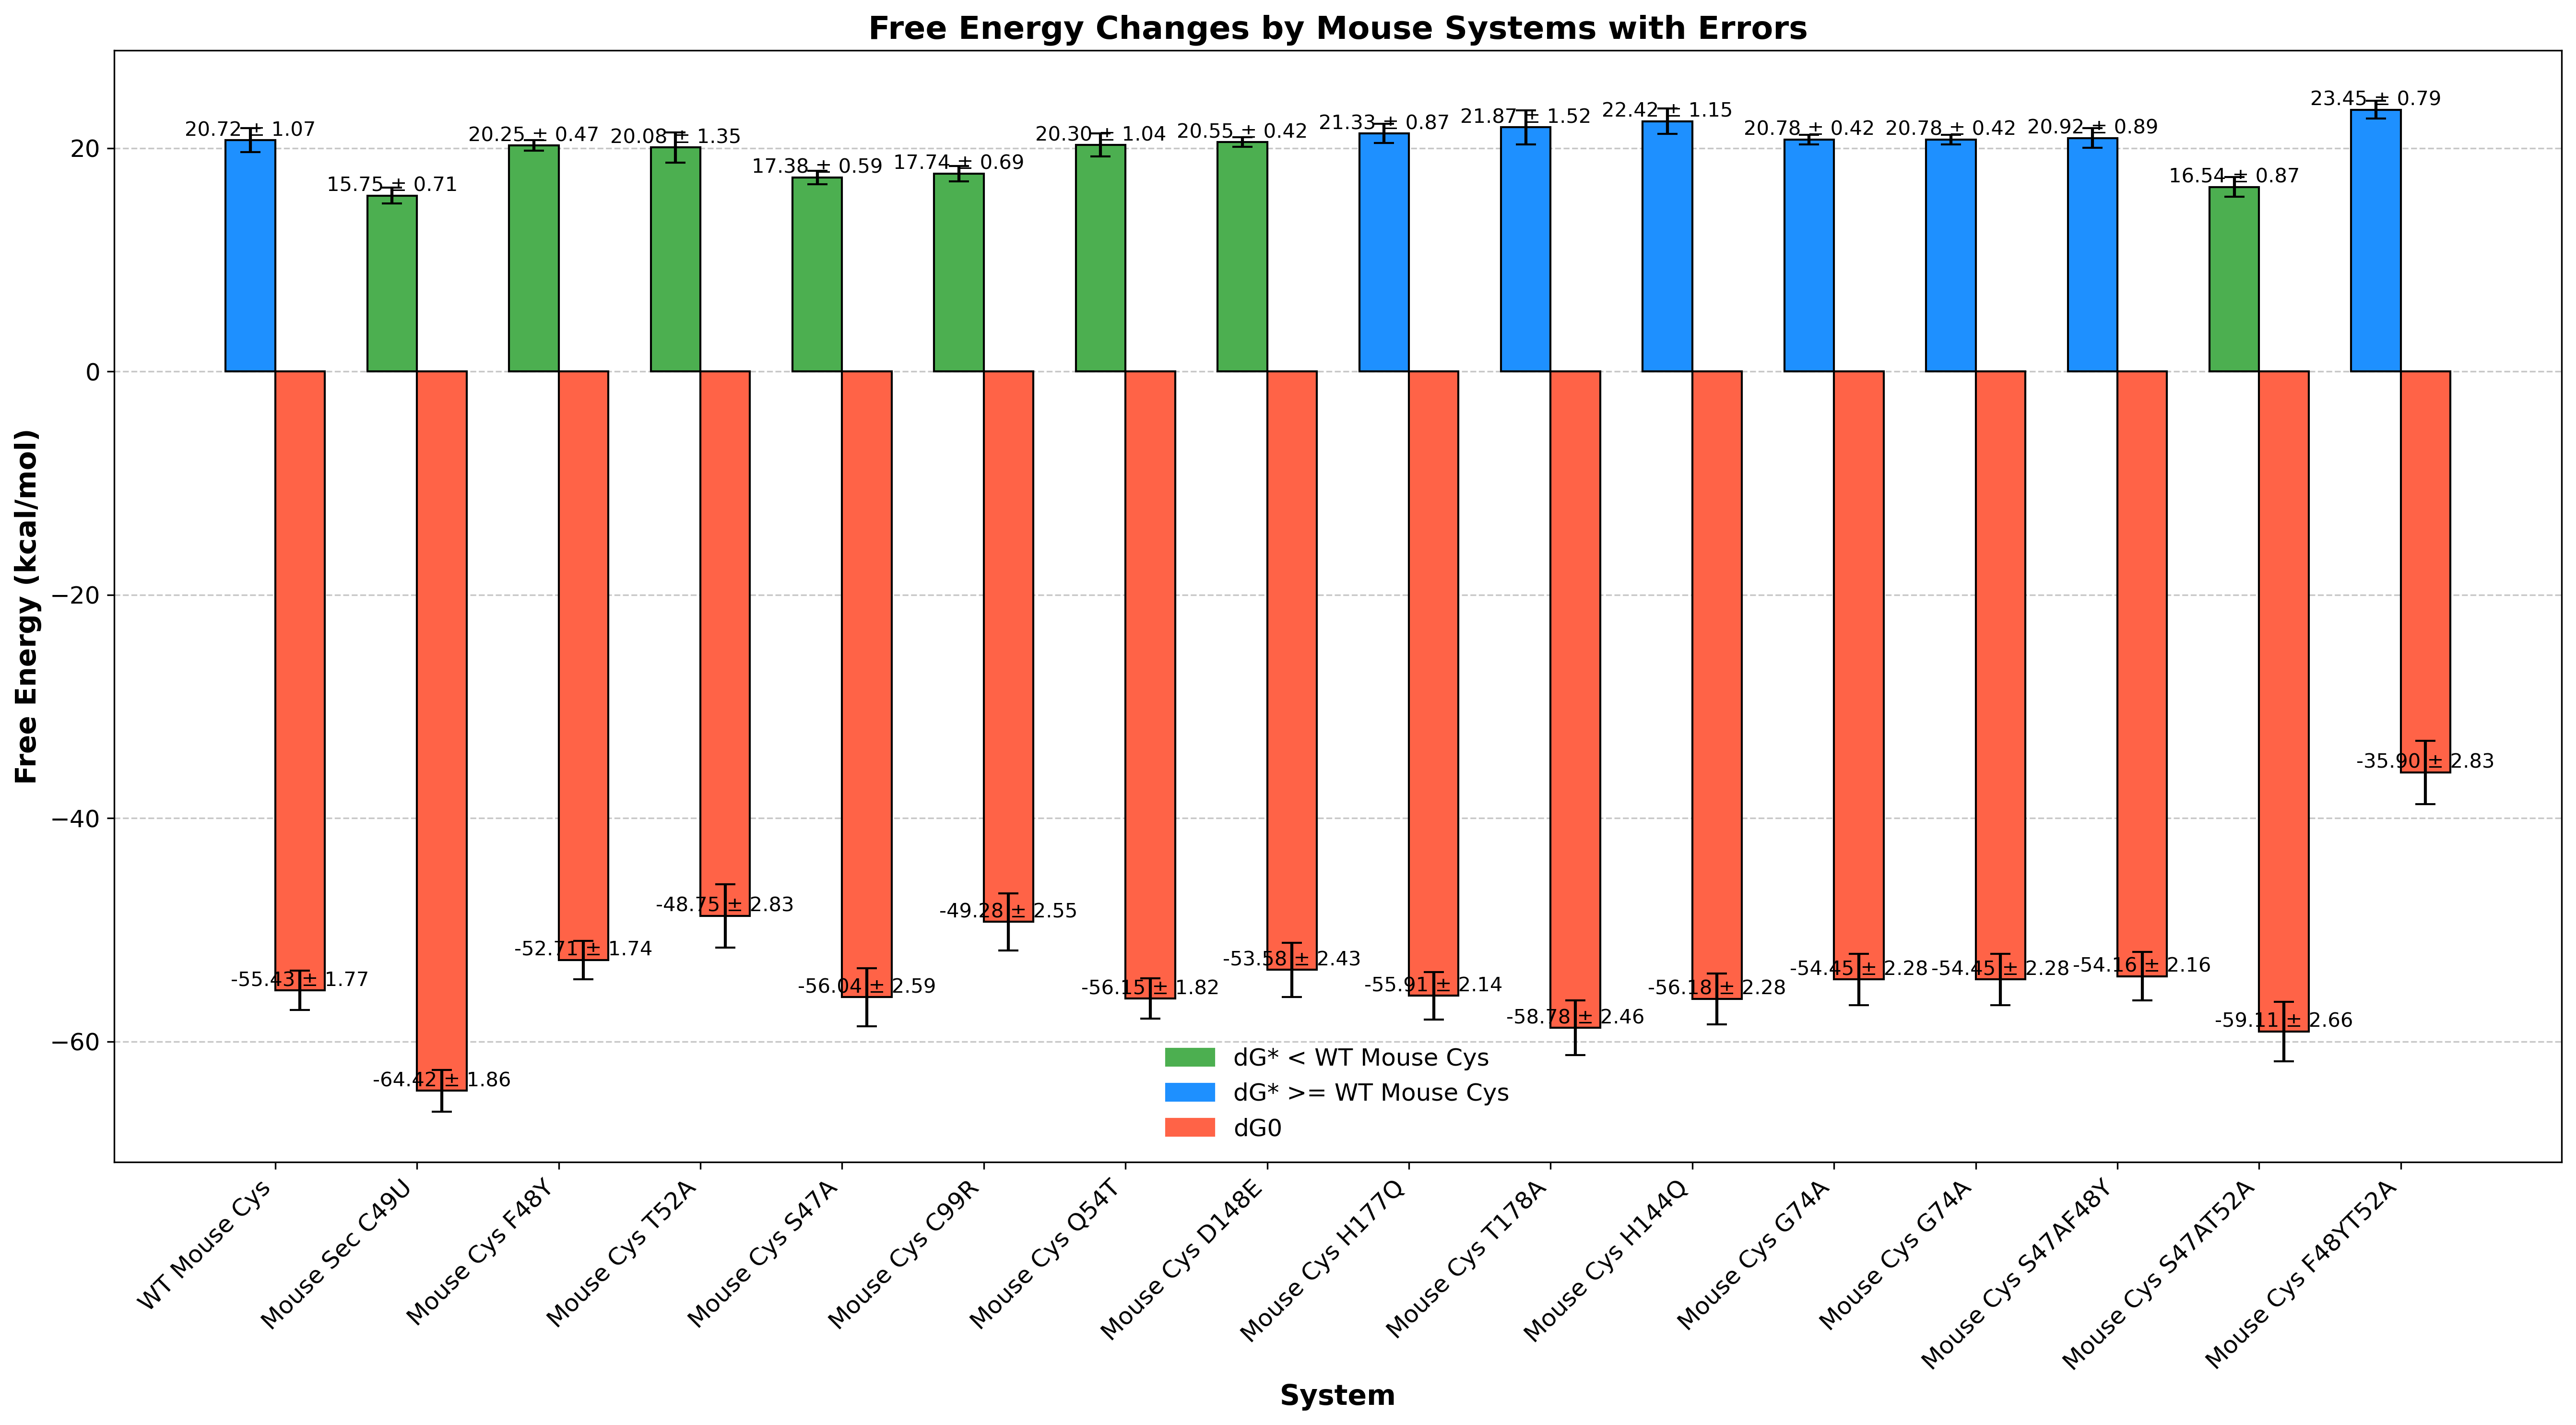 Free Energy Changes by Mouse Systems with Errors
Free Energy (kcal/mol)
20
0
−20
−40
−60
20.72 ± 1.07
15.75 ± 0.71
20.25 ± 0.47
20.08 ± 1.35
17.38 ± 0.59
17.74 ± 0.69
20.30 ± 1.04
20.55 ± 0.42
21.33 ± 0.87
21.87 ± 1.52
22.42 ± 1.15
20.78 ± 0.42
20.78 ± 0.42
20.92 ± 0.89
16.54 ± 0.87
23.45 ± 0.79
-55.43 ± 1.77
-64.42 ± 1.86
-52.71 ± 1.74
-48.75 ± 2.83
-56.04 ± 2.59
-49.28 ± 2.55
-56.15 ± 1.82
-53.58 ± 2.43
-55.91 ± 2.14
-58.78 ± 2.46
-56.18 ± 2.28
-54.45 ± 2.28
-54.45 ± 2.28
-54.16 ± 2.16
-59.11 ± 2.66
-35.90 ± 2.83
dG* < WT Mouse Cys
dG* >= WT Mouse Cys
dG0
WT Mouse Cys
Mouse Sec C49U
Mouse Cys F48Y
Mouse Cys T52A
Mouse Cys S47A
Mouse Cys C99R
Mouse Cys Q54T
Mouse Cys D148E
Mouse Cys H177Q
Mouse Cys T178A
Mouse Cys H144Q
Mouse Cys G74A
Mouse Cys G74A
Mouse Cys S47AF48Y
Mouse Cys S47AT52A
Mouse Cys F48YT52A
System